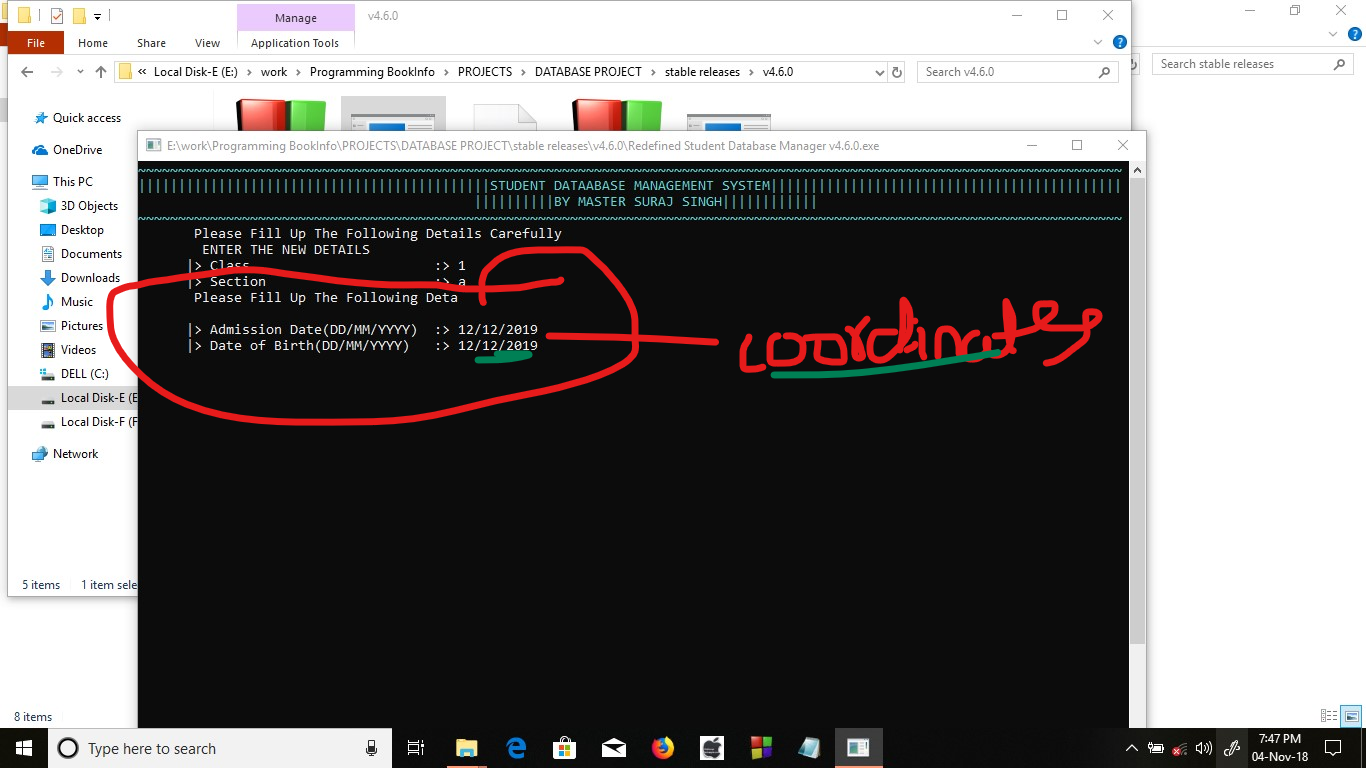 Manage
v4.6.0
File
Home
Share
View
Application Tools
« Local Disk-E (E:) > work > Programming BookInfo > PROJECTS > DATABASE PROJECT > stable releases > v4.6.0
Search v4.6.0
Search stable releases
Quick access
OneDrive
This PC
3D Objects
Desktop
Documents
Downloads
Music
Pictures
Videos
DELL (C:)
Local Disk-E (E
Local Disk-F (F
Network
5 items
1 item sele
8 items
E:\work\Programming BookInfo\PROJECTS\DATABASE PROJECT\stable releases\v4.6.0\Redefined Student Database Manager v4.6.0.exe
STUDENT DATAABASE MANAGEMENT SYSTEM
BY MASTER SURAJ SINGH
Please Fill Up The Following Details Carefully
ENTER THE NEW DETAILS
|> Class :> 1
|> Section :> a
Please Fill Up The Following Deta
|> Admission Date(DD/MM/YYYY) :> 12/12/2019
|> Date of Birth(DD/MM/YYYY) :> 12/12/2019
coordinates
Type here to search
7:47 PM
04-Nov-18